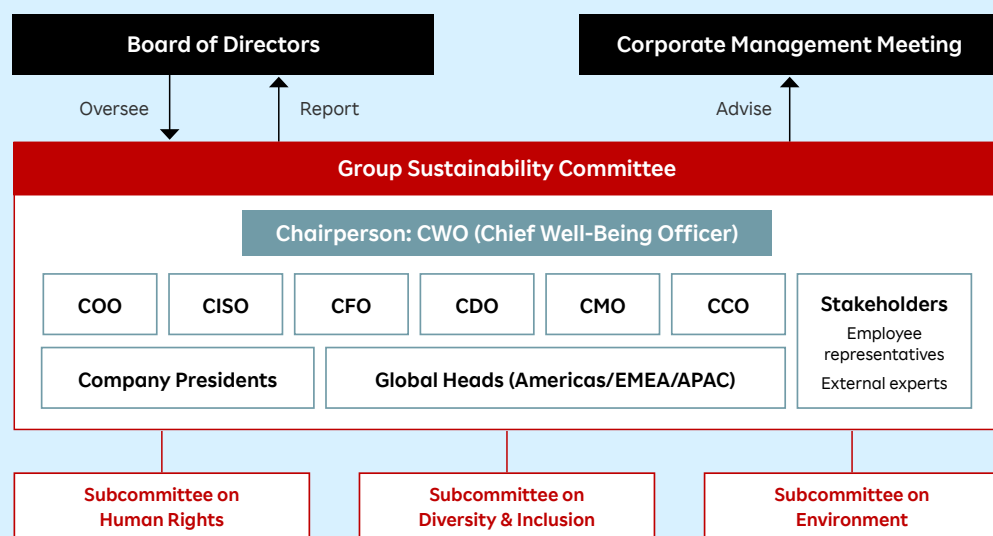 Board of Directors
Corporate Management Meeting
Oversee
Report
Advise
Group Sustainability Committee
Chairperson: CWO (Chief Well-Being Officer)
COO
CISO
CFO
CDO
CMO
CCO
Stakeholders
Employee
representatives
External experts
Company Presidents
Global Heads (Americas/EMEA/APAC)
Subcommittee on
Human Rights
Subcommittee on
Diversity & Inclusion
Subcommittee on
Environment